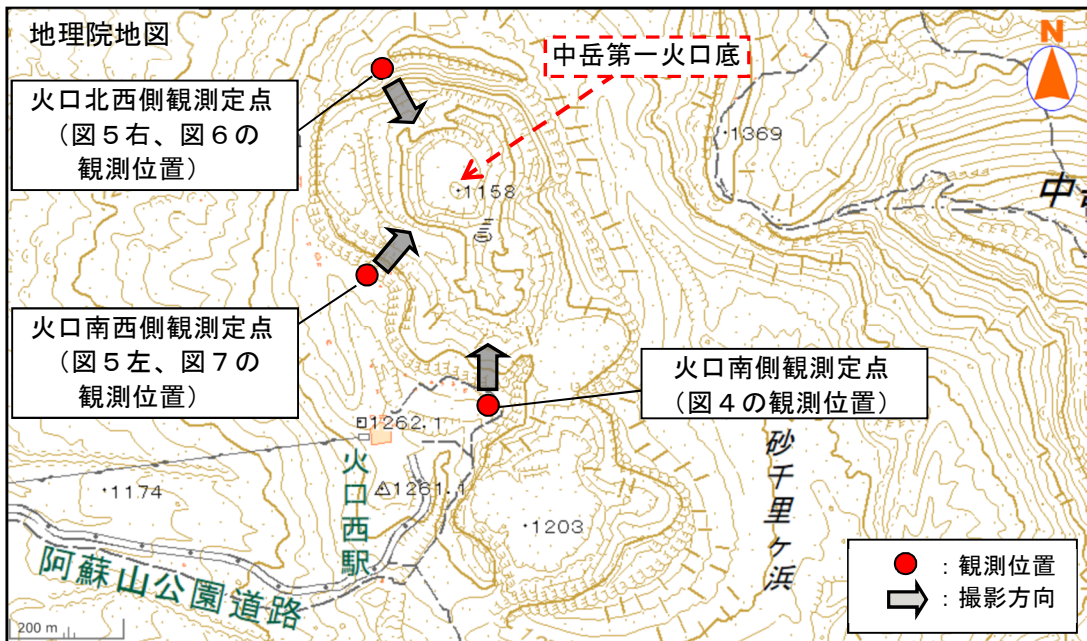 地理院地図
N
中岳第一火口底
火口北西側観測定点
(図5右、図6の
観測位置)
・1369
・1158
火口南西側観測定点
(図5左、図7の
観測位置)
火口南側観測定点
(図4の観測位置)
1262.1
火口西駅
・1174
1261.1
・1203
砂千里ヶ浜
阿蘇山公園道路
:観測位置
:撮影方向
200 m
中